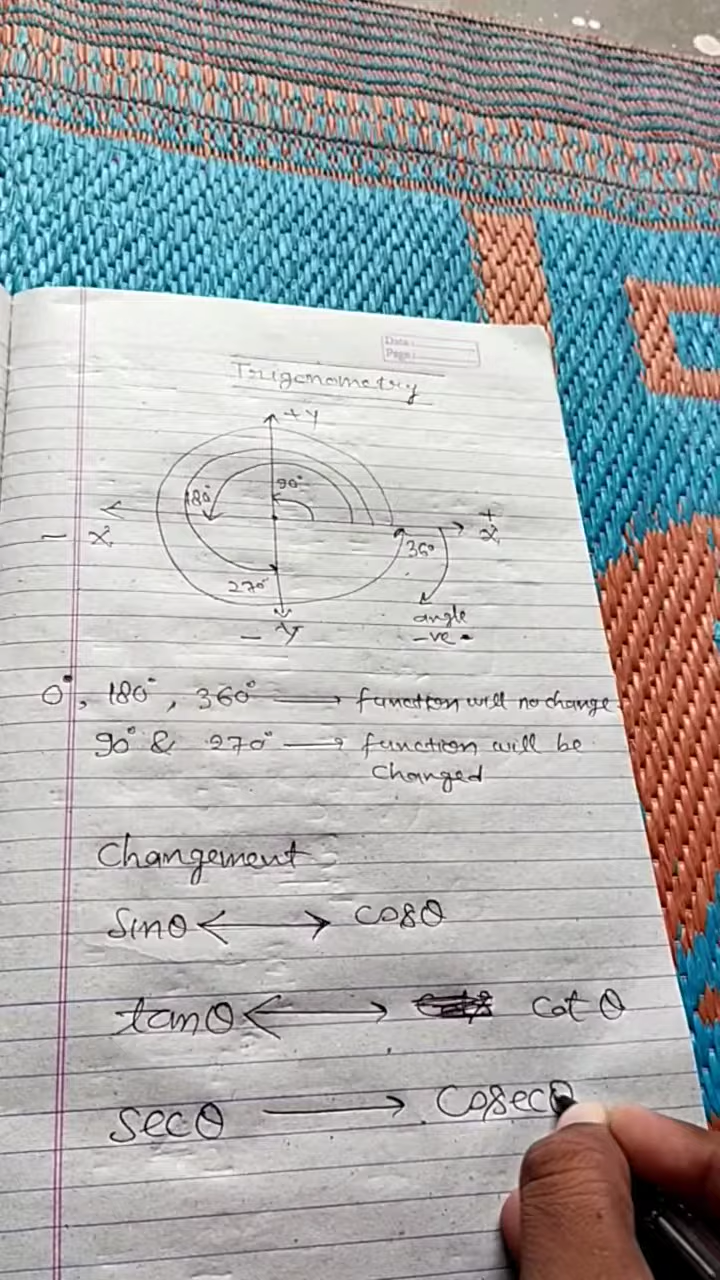 Date :
Page :
Trigonometry
+Y
90°
180°
- X
+
X
360
270°
angle
-ve
- Y
0°, 180°, 360° → function will no change
90° & 270° → function will be
changed
Changement
Sinθ ↔ cosθ
tanθ ↔ cot θ
secθ → cosecθ